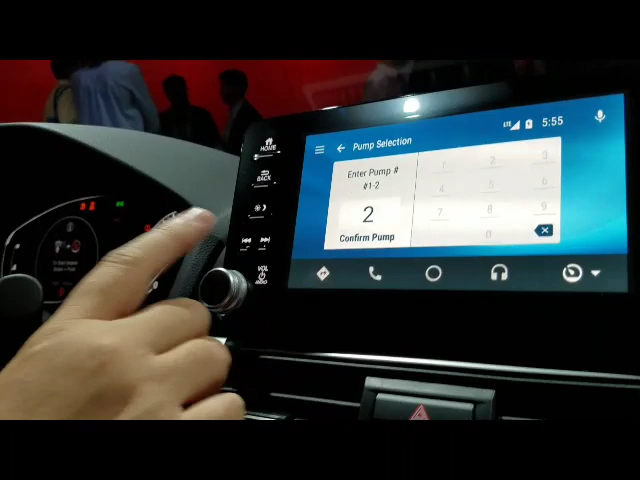 HOME
BACK
VOL
AUDIO
LTE 5:55
Pump Selection
Enter Pump #
#1-2
2
Confirm Pump
1 2 3
4 5 6
7 8 9
0